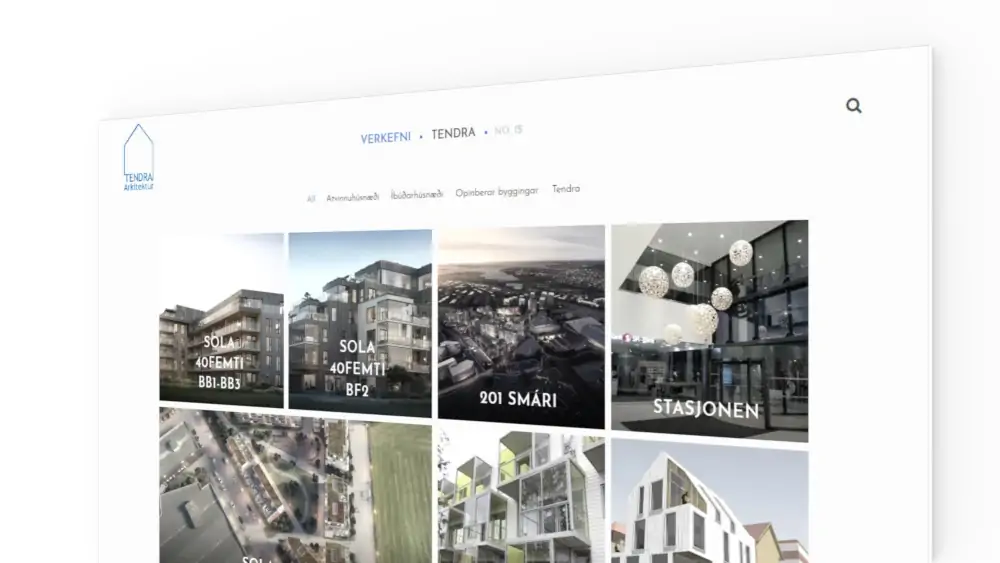 TENDRA
Arkitektur
VERKEFNI • TENDRA • NO IS
All Atvinnuhúsnæði Íbúðarhúsnæði Opinberar byggingar Tendra
SOLA
40FEMTI
BB1-BB3
SOLA
40FEMTI
BF2
201 SMÁRI
STASJONEN
SOLA